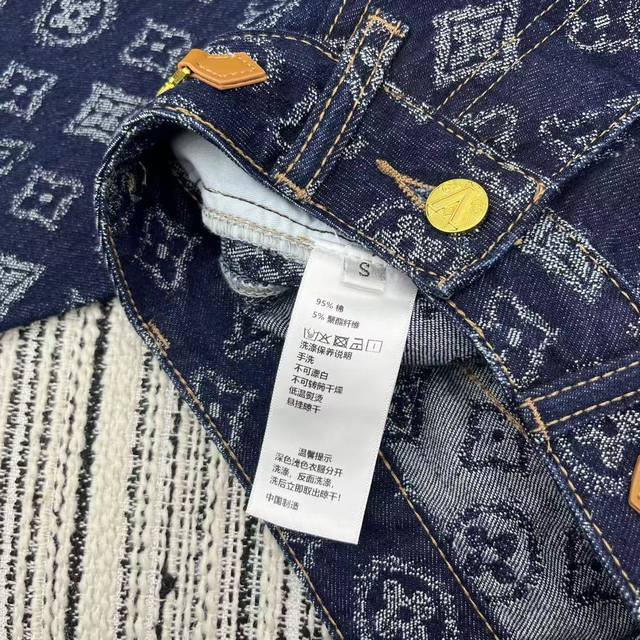 S
95% 棉
5% 聚酯纤维
洗涤保养说明
手洗
不可漂白
不可转筒干燥
低温熨烫
悬挂晾干
温馨提示
深色浅色衣服分开
洗涤，反面洗涤，
洗后立即取出晾干！
中国制造